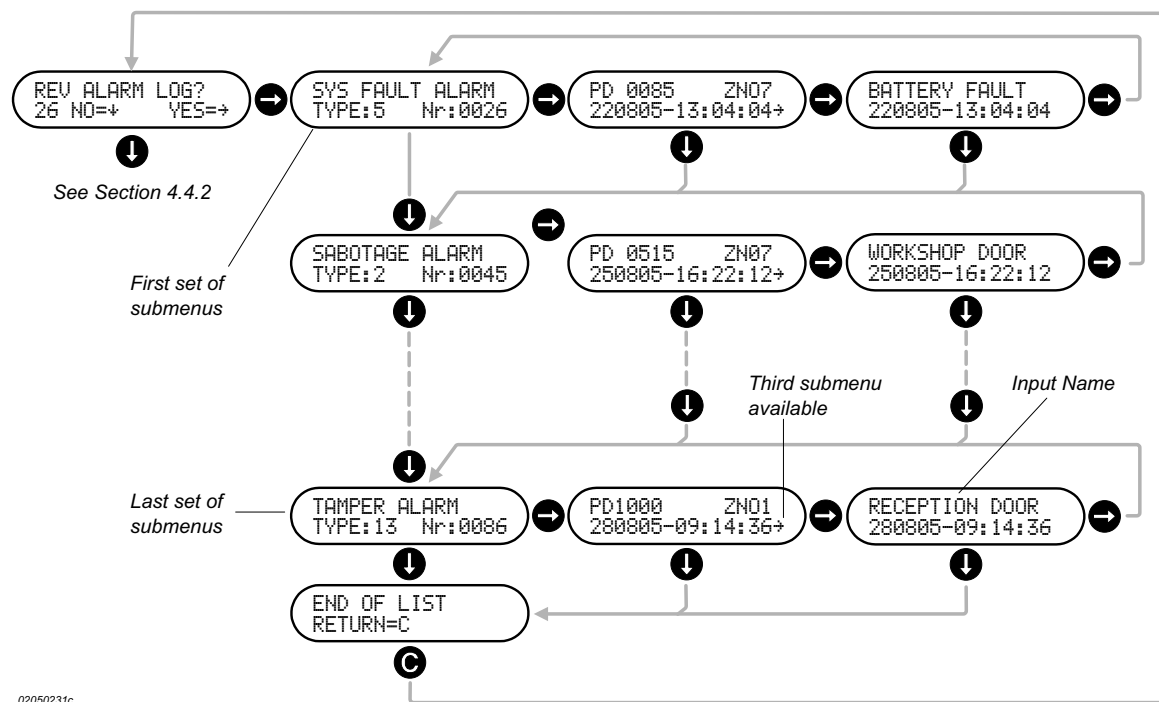 REV ALARM LOG?
26 NO=↓ YES=→
SYS FAULT ALARM
TYPE:5 Nr:0026
PD 0085 ZN07
220805-13:04:04→
BATTERY FAULT
220805-13:04:04
See Section 4.4.2
First set of
submenus
SABOTAGE ALARM
TYPE:2 Nr:0045
PD 0515 ZN07
250805-16:22:12→
WORKSHOP DOOR
250805-16:22:12
Third submenu
available
Input Name
Last set of
submenus
TAMPER ALARM
TYPE:13 Nr:0086
PD1000 ZN01
280805-09:14:36→
RECEPTION DOOR
280805-09:14:36
END OF LIST
RETURN=C
C
02050231c